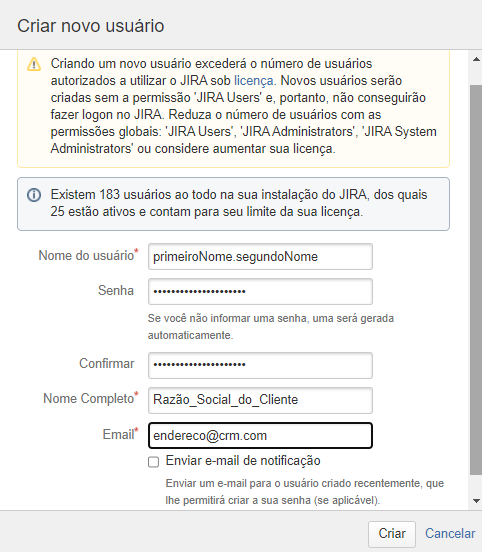 Criar novo usuário
Criando um novo usuário excederá o número de usuários
autorizados a utilizar o JIRA sob licença. Novos usuários serão
criadas sem a permissão 'JIRA Users' e, portanto, não conseguirão
fazer logon no JIRA. Reduza o número de usuários com as
permissões globais: 'JIRA Users', 'JIRA Administrators', 'JIRA System
Administrators' ou considere aumentar sua licença.
Existem 183 usuários ao todo na sua instalação do JIRA, dos quais
25 estão ativos e contam para seu limite da sua licença.
Nome do usuário* primeiroNome.segundoNome
Senha ••••••••••••••••••••
Se você não informar uma senha, uma será gerada
automaticamente.
Confirmar ••••••••••••••••••••
Nome Completo* Razão_Social_do_Cliente
Email* endereco@crm.com
Enviar e-mail de notificação
Enviar um e-mail para o usuário criado recentemente, que
lhe permitirá criar a sua senha (se aplicável).
Criar Cancelar